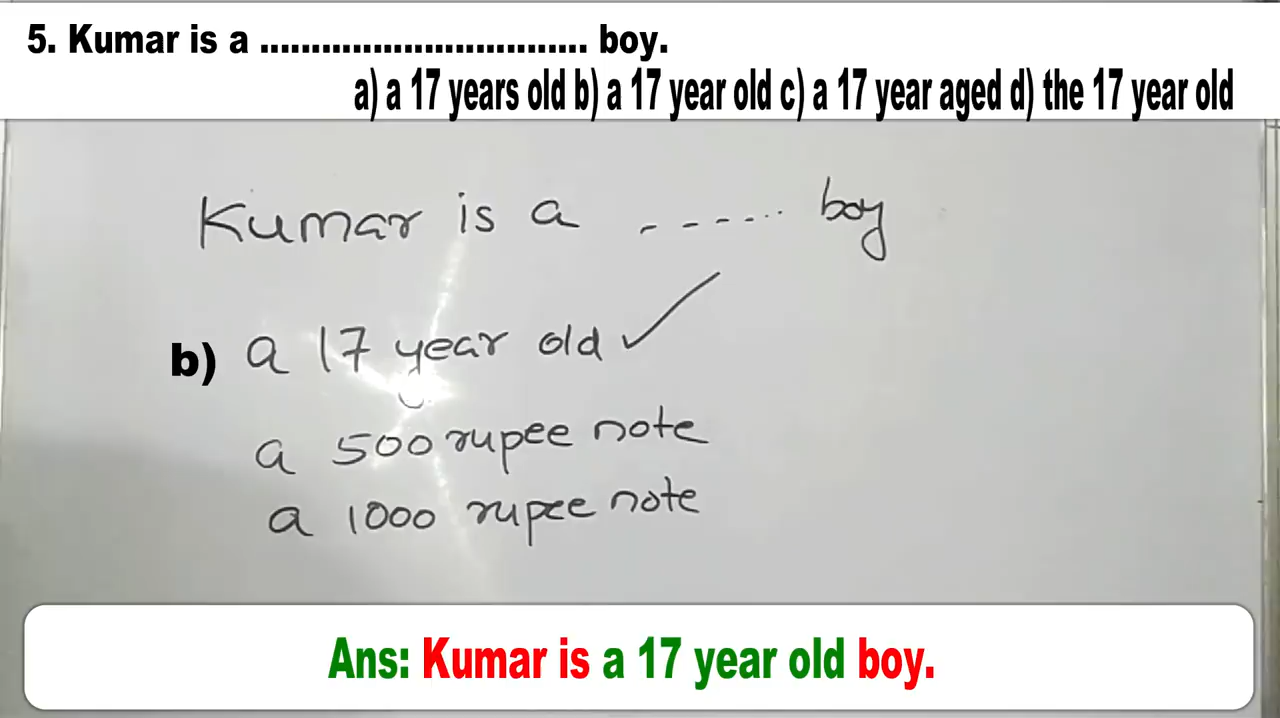 5. Kumar is a ................................ boy.
a) a 17 years old b) a 17 year old c) a 17 year aged d) the 17 year old
Kumar is a - - - - - - boy
b) a 17 year old ✓
a 500 rupee note
a 1000 rupee note
Ans: Kumar is a 17 year old boy.